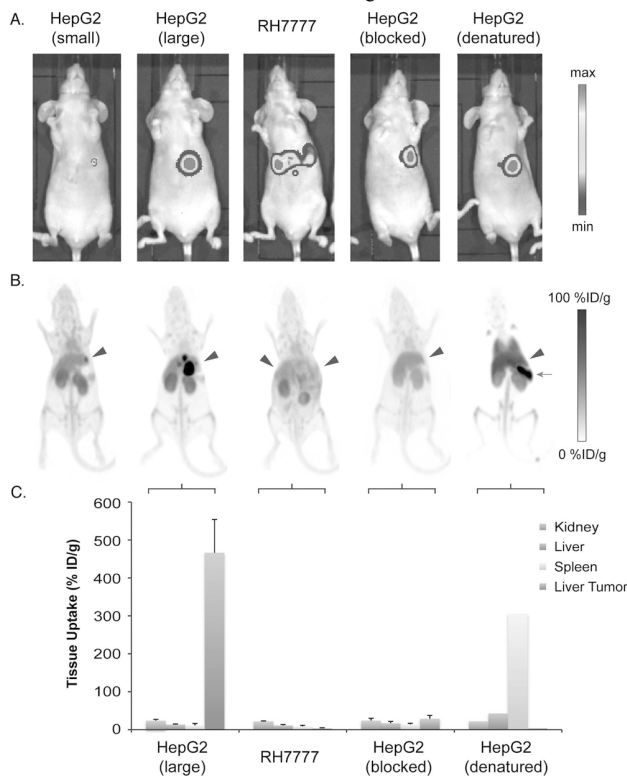 A.
HepG2 (small)
HepG2 (large)
RH7777
HepG2 (blocked)
HepG2 (denatured)
max
min
B.
100 %ID/g
0 %ID/g
C.
Tissue Uptake (% ID/g)
600
500
400
300
200
100
0
Kidney
Liver
Spleen
Liver Tumor
HepG2 (large)
RH7777
HepG2 (blocked)
HepG2 (denatured)